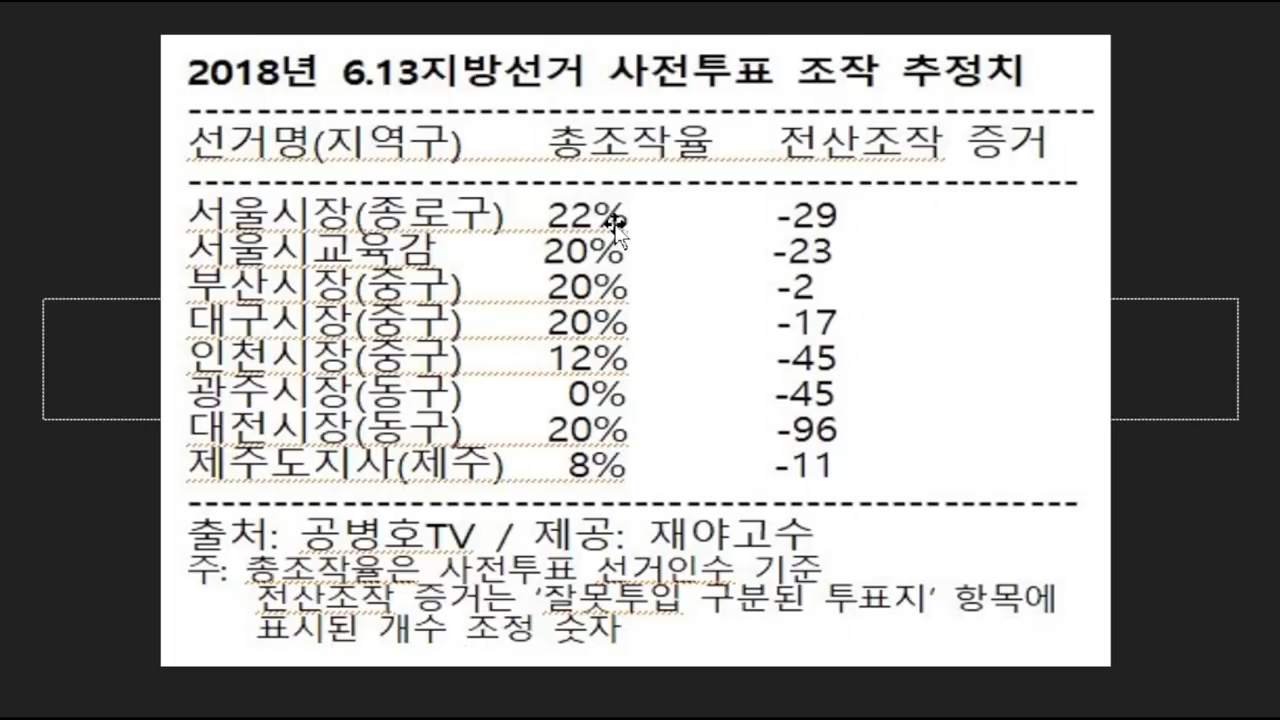 2018년 6.13지방선거 사전투표 조작 추정치
선거명(지역구) 총조작율 전산조작 증거
서울시장(종로구) 22% -29
서울시교육감 20% -23
부산시장(중구) 20% -2
대구시장(중구) 20% -17
인천시장(중구) 12% -45
광주시장(동구) 0% -45
대전시장(동구) 20% -96
제주도지사(제주) 8% -11
출처: 공병호TV / 제공: 재야고수
주: 총조작율은 사전투표 선거인수 기준
전산조작 증거는 '잘못투입 구분된 투표지' 항목에
표시된 개수 조정 숫자